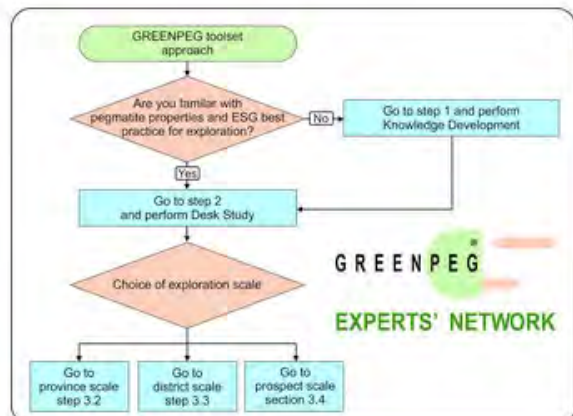 GREENPEG toolset
approach
Are you familar with
pegmatite properties and ESG best
practice for exploration?
No
Go to step 1 and perform
Knowledge Development
Yes
Go to step 2
and perform Desk Study
Choice of exploration scale
GREENPEG
EXPERTS' NETWORK
Go to
province scale
step 3.2
Go to
district scale
step 3.3
Go to
prospect scale
section 3.4